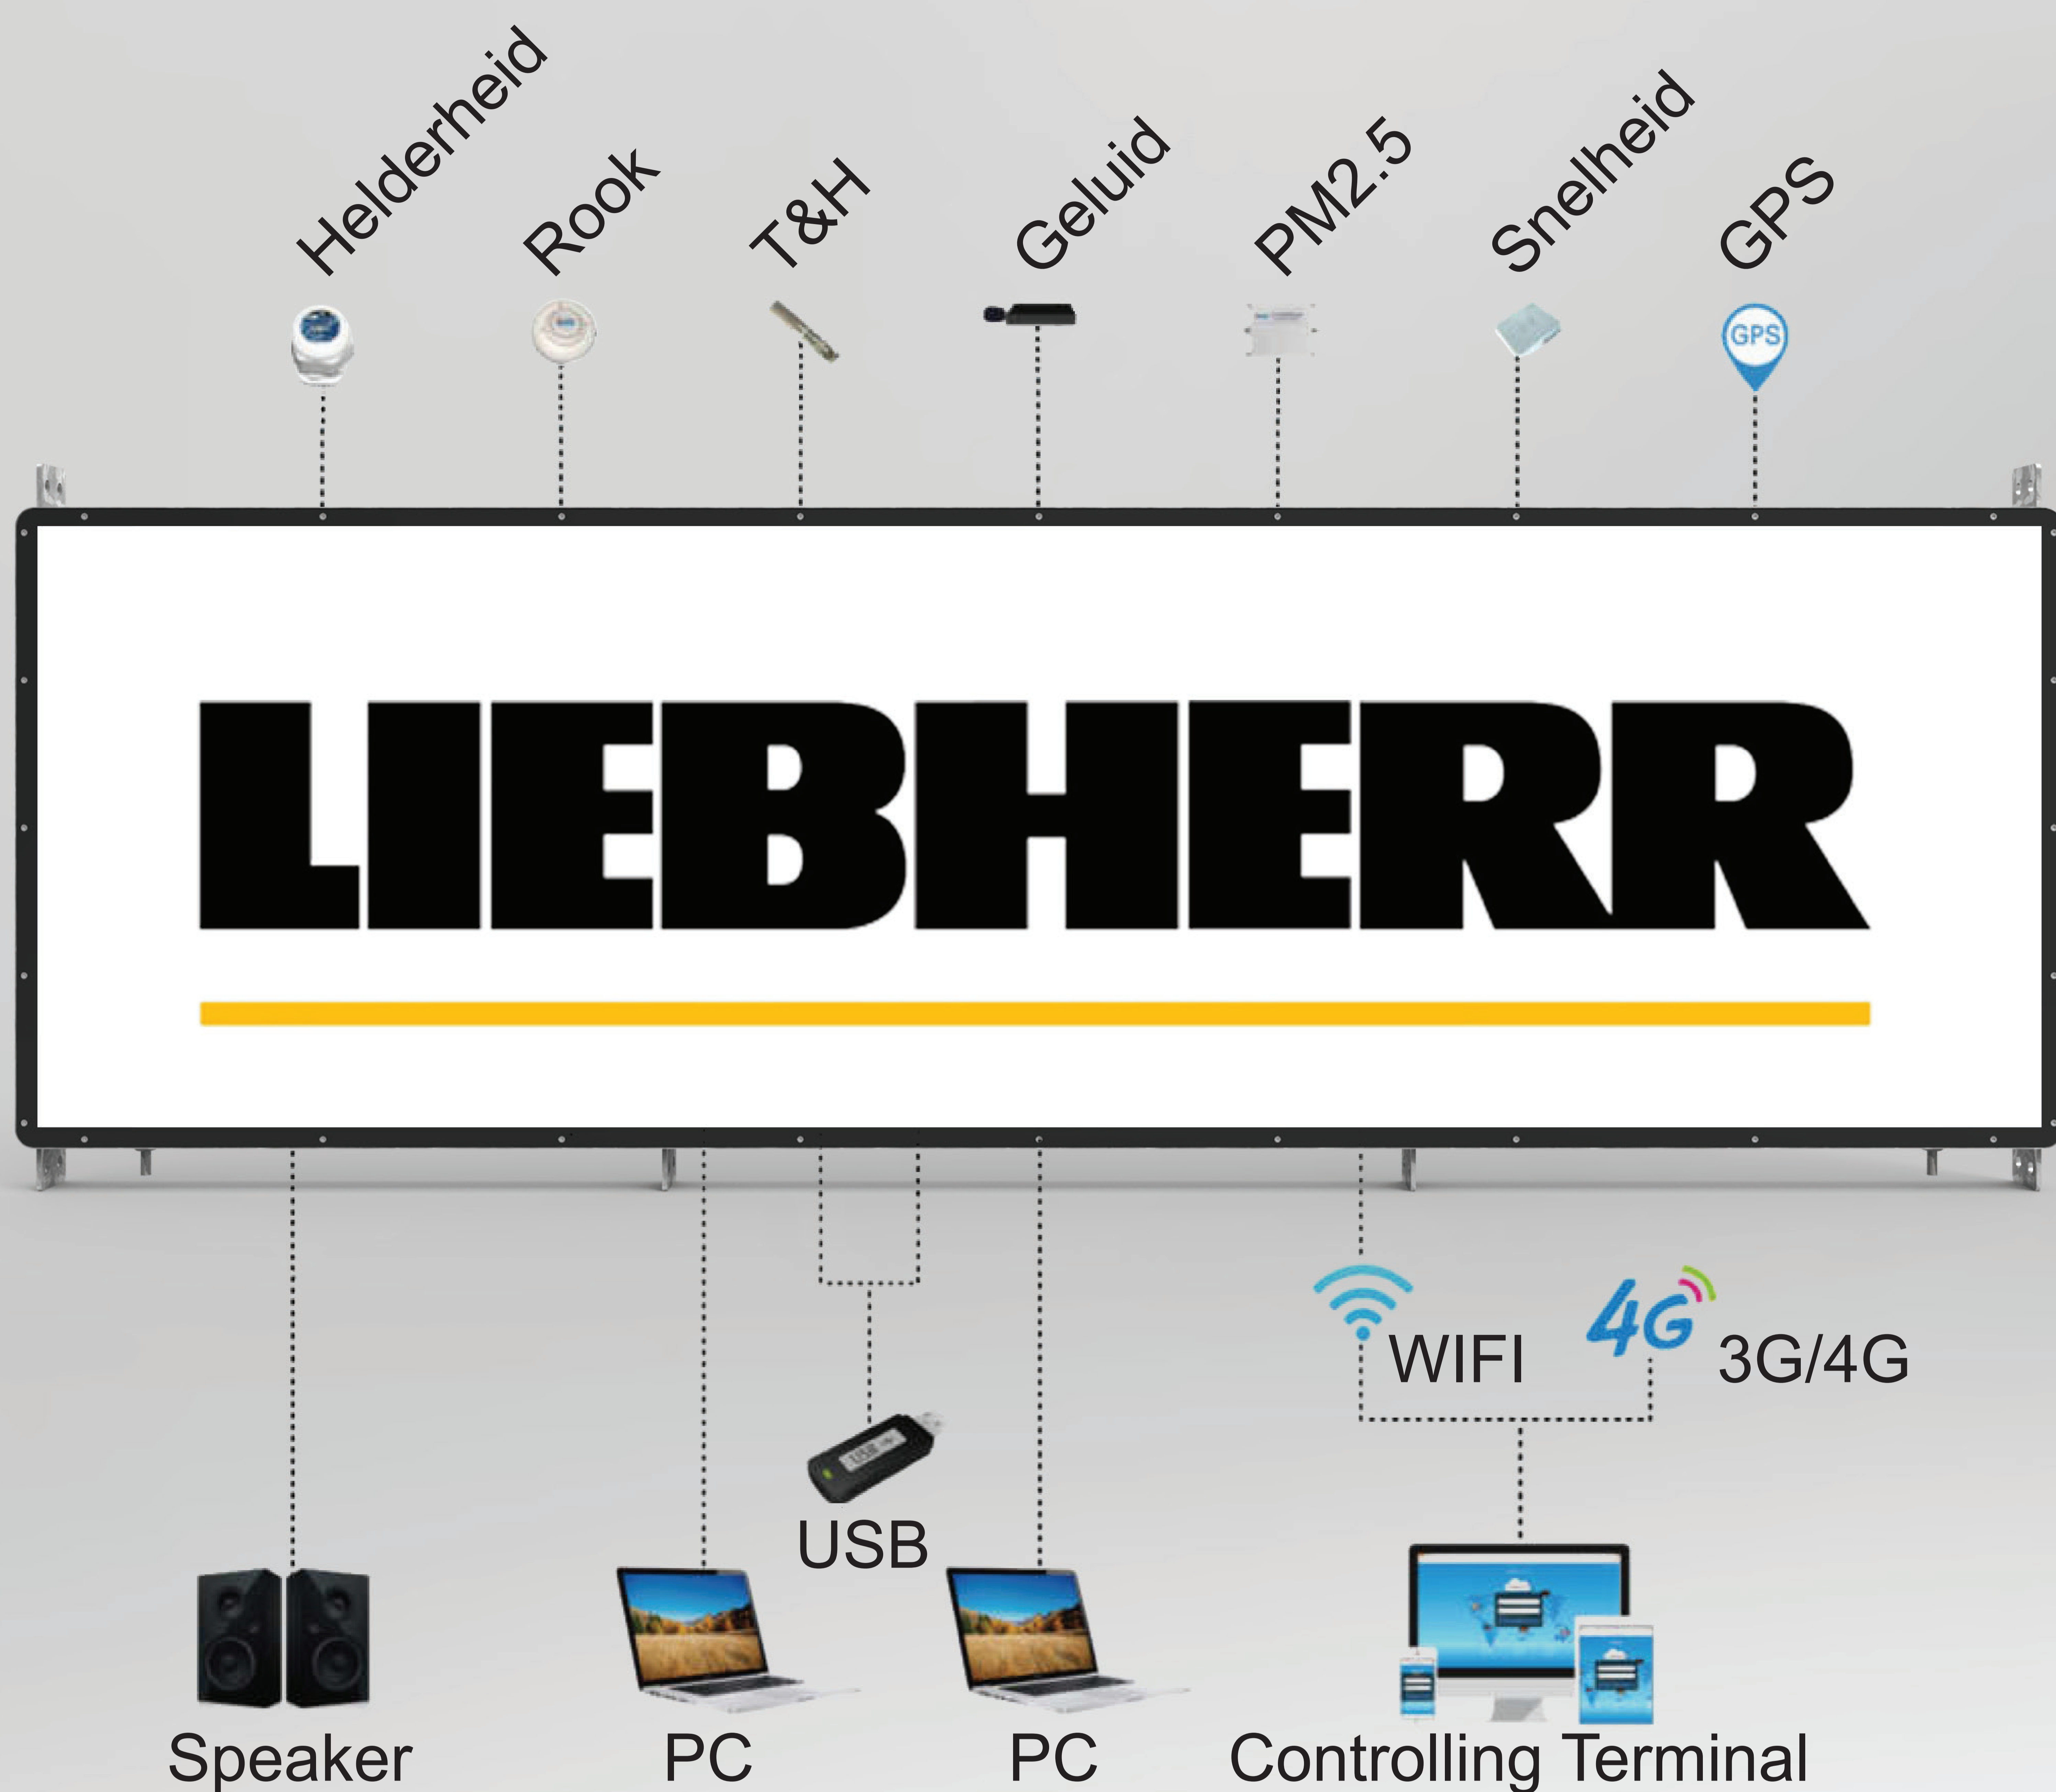 Helderheid
Rook
T&H
Geluid
PM2.5
Snelheid
GPS
GPS
LIEBHERR
4G
WIFI
3G/4G
USB
USB
Speaker
PC
PC
Controlling Terminal